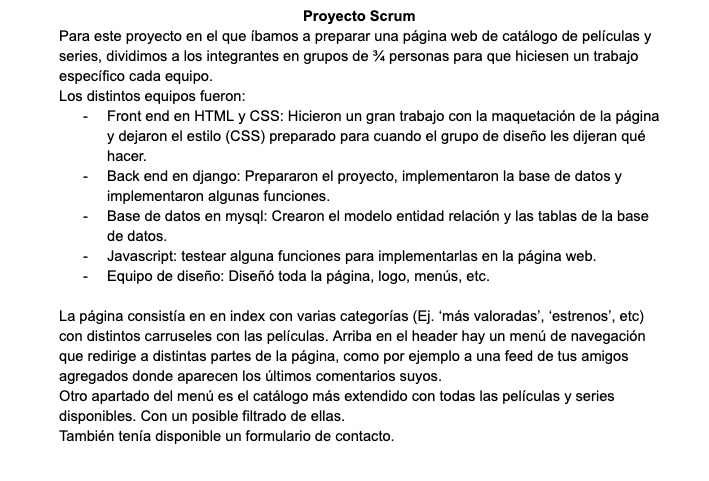 Proyecto Scrum
Para este proyecto en el que íbamos a preparar una página web de catálogo de películas y
series, dividimos a los integrantes en grupos de ¾ personas para que hiciesen un trabajo
específico cada equipo.
Los distintos equipos fueron:
- Front end en HTML y CSS: Hicieron un gran trabajo con la maquetación de la página
y dejaron el estilo (CSS) preparado para cuando el grupo de diseño les dijeran qué
hacer.
- Back end en django: Prepararon el proyecto, implementaron la base de datos y
implementaron algunas funciones.
- Base de datos en mysql: Crearon el modelo entidad relación y las tablas de la base
de datos.
- Javascript: testear alguna funciones para implementarlas en la página web.
- Equipo de diseño: Diseñó toda la página, logo, menús, etc.
La página consistía en en index con varias categorías (Ej. ‘más valoradas’, ‘estrenos’, etc)
con distintos carruseles con las películas. Arriba en el header hay un menú de navegación
que redirige a distintas partes de la página, como por ejemplo a una feed de tus amigos
agregados donde aparecen los últimos comentarios suyos.
Otro apartado del menú es el catálogo más extendido con todas las películas y series
disponibles. Con un posible filtrado de ellas.
También tenía disponible un formulario de contacto.